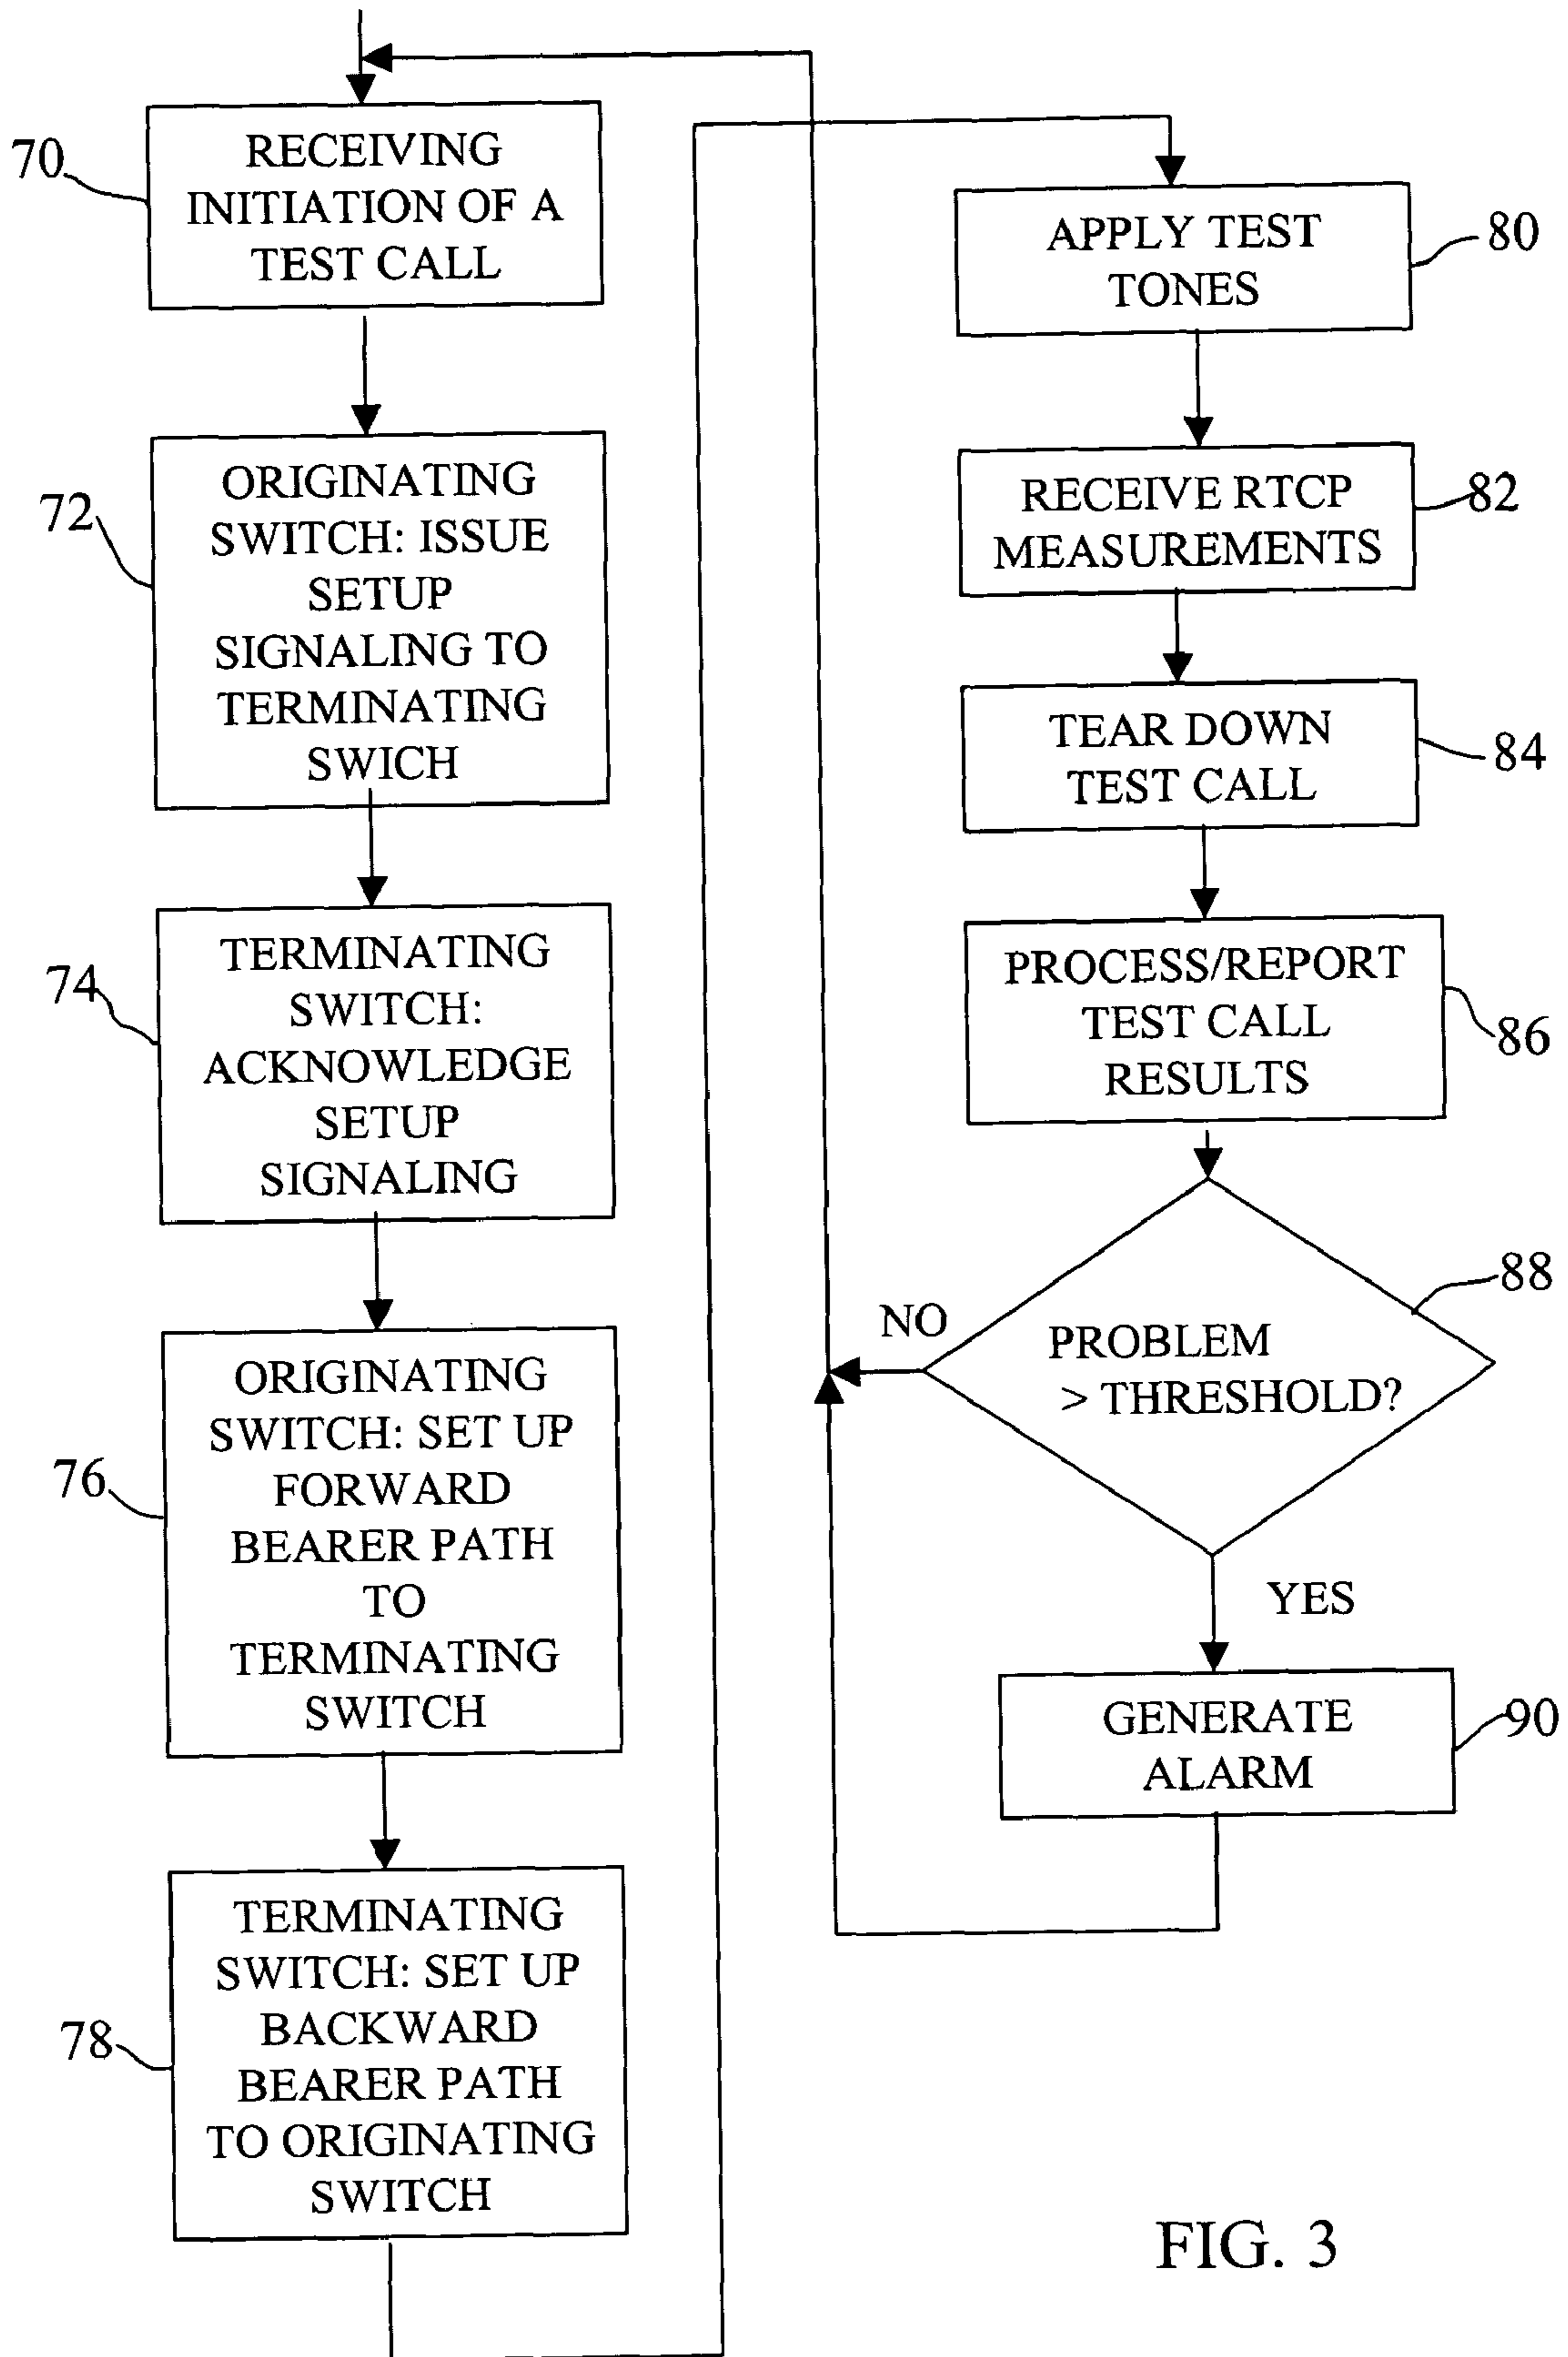 70
RECEIVING
INITIATION OF A
TEST CALL
72
ORIGINATING
SWITCH: ISSUE
SETUP
SIGNALING TO
TERMINATING
SWICH
74
TERMINATING
SWITCH:
ACKNOWLEDGE
SETUP
SIGNALING
76
ORIGINATING
SWITCH: SET UP
FORWARD
BEARER PATH
TO
TERMINATING
SWITCH
78
TERMINATING
SWITCH: SET UP
BACKWARD
BEARER PATH
TO ORIGINATING
SWITCH
APPLY TEST
TONES
80
RECEIVE RTCP
MEASUREMENTS
82
TEAR DOWN
TEST CALL
84
PROCESS/REPORT
TEST CALL
RESULTS
86
PROBLEM
> THRESHOLD?
88
NO
YES
GENERATE
ALARM
90
FIG. 3